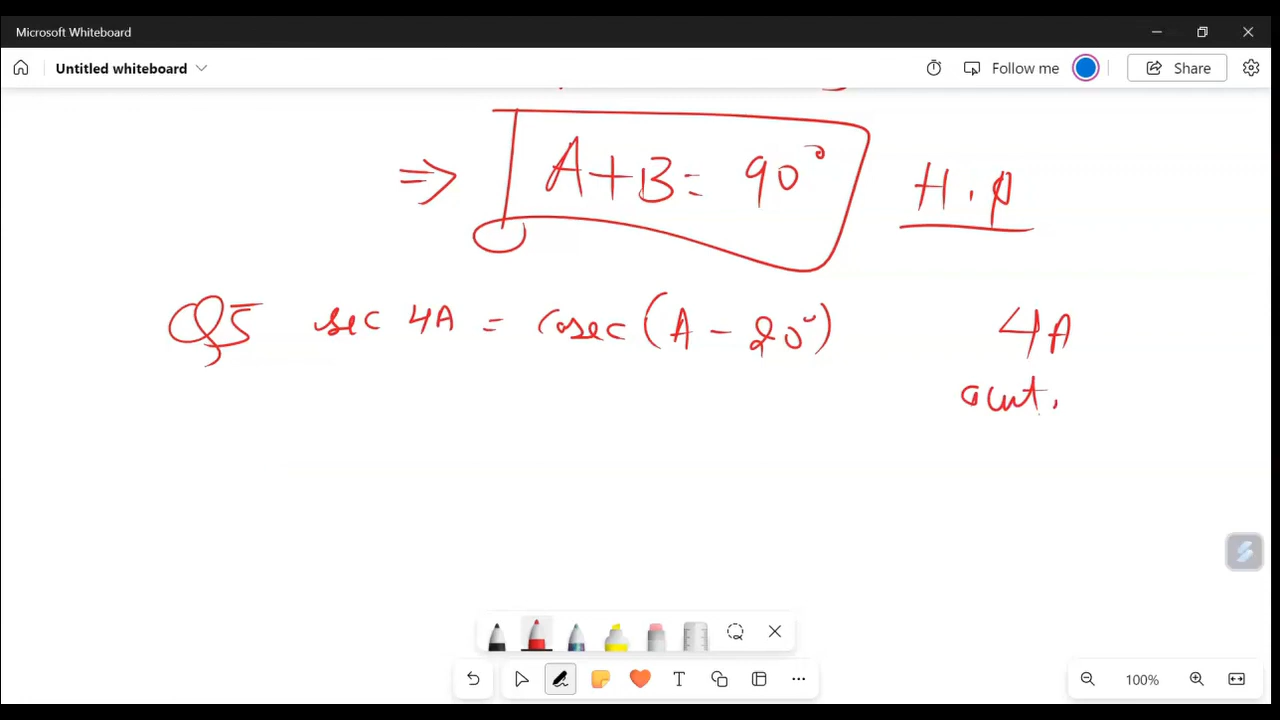 Microsoft Whiteboard
Untitled whiteboard
Follow me
Share
⇒ A+B = 90°
H.p
Q5 sec 4A = cosec (A - 20°)
4A
acut.
T
100%